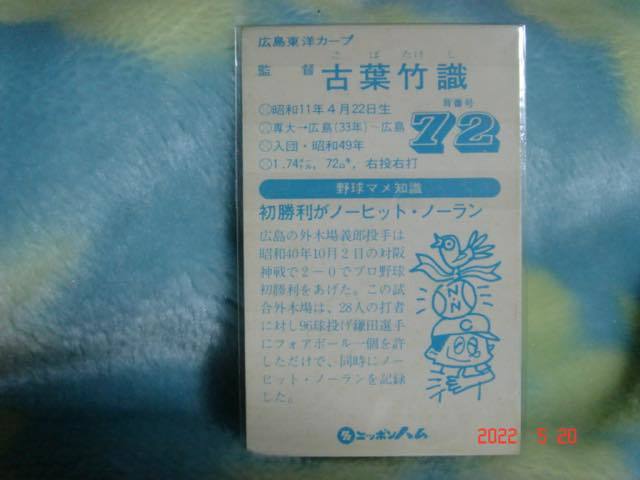 広島東洋カープ
こ ば たけ し
監督 古葉竹識
背番号
72
昭和11年4月22日生
専大→広島(33年)〜広島
入団・昭和49年
1.74㍍、72㌔、右投右打
野球マメ知識
初勝利がノーヒット・ノーラン
広島の外木場義郎投手は
昭和40年10月2日の対阪
神戦で2−0でプロ野球
初勝利をあげた。この試
合外木場は、28人の打者
に対し96球投げ鎌田選手
にフォアボール一個を許
しただけで、同時にノー
ヒット・ノーランを記録
した。
N.N
C
ニッポンハム
2022 5 20